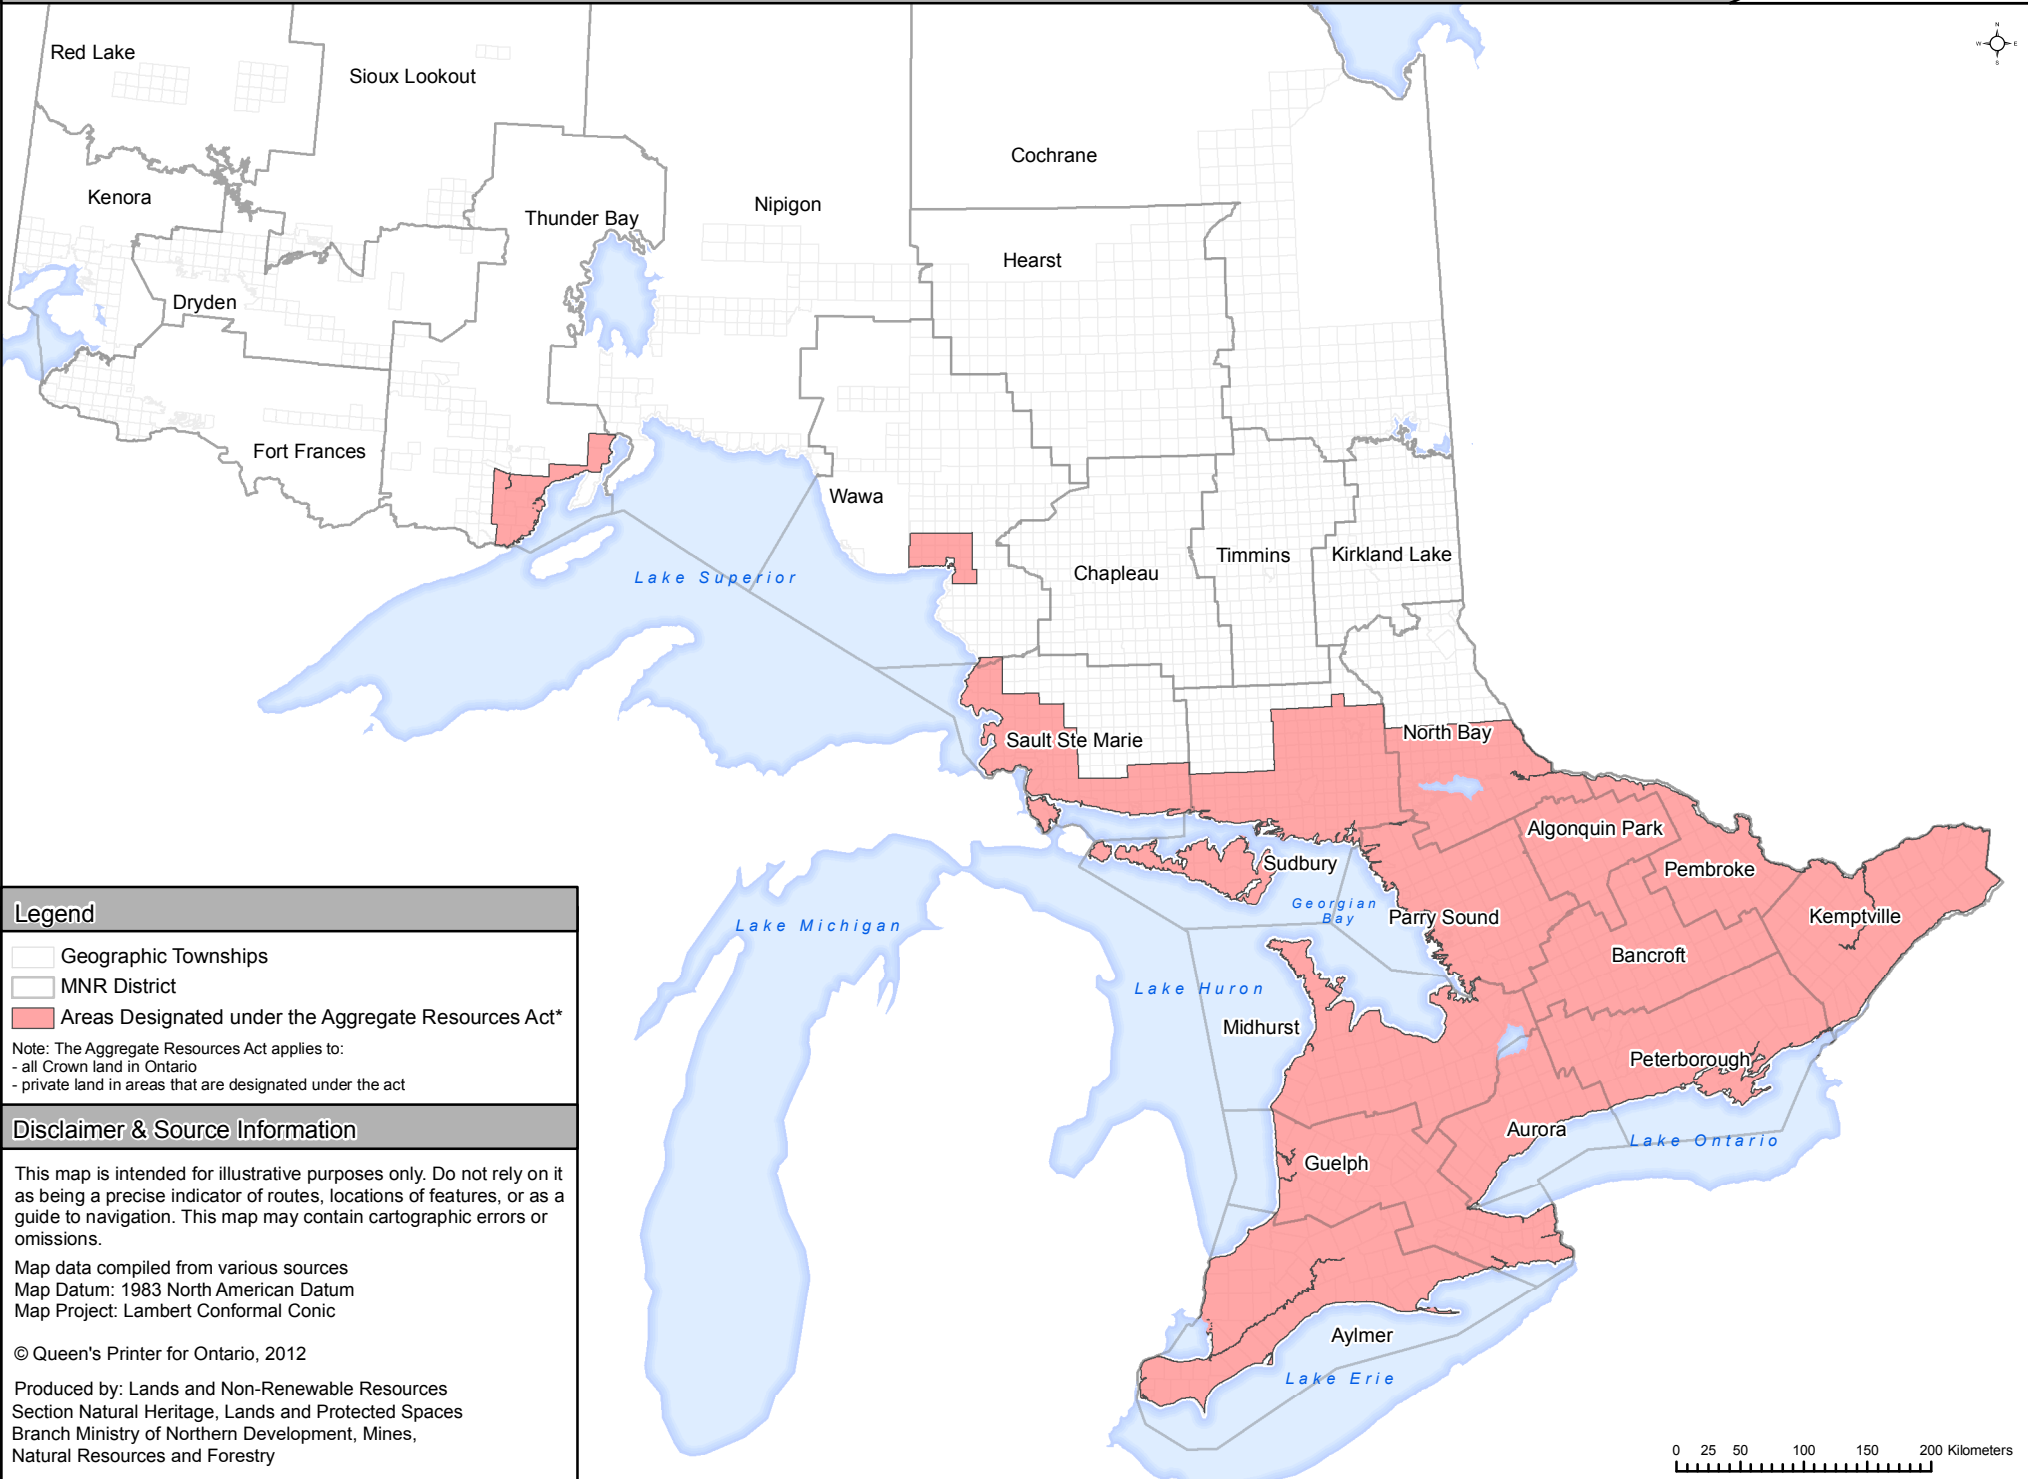 N
W E
S
Red Lake
Sioux Lookout
Cochrane
Kenora
Nipigon
Thunder Bay
Hearst
Dryden
Fort Frances
Wawa
Timmins
Kirkland Lake
Chapleau
Lake Superior
North Bay
Sault Ste Marie
Algonquin Park
Sudbury
Pembroke
Georgian
Bay
Parry Sound
Kemptville
Lake Michigan
Bancroft
Lake Huron
Midhurst
Peterborough
Aurora
Lake Ontario
Guelph
Aylmer
Lake Erie
Legend
Geographic Townships
MNR District
Areas Designated under the Aggregate Resources Act*
Note: The Aggregate Resources Act applies to:
- all Crown land in Ontario
- private land in areas that are designated under the act
Disclaimer & Source Information
This map is intended for illustrative purposes only. Do not rely on it
as being a precise indicator of routes, locations of features, or as a
guide to navigation. This map may contain cartographic errors or
omissions.
Map data compiled from various sources
Map Datum: 1983 North American Datum
Map Project: Lambert Conformal Conic
© Queen's Printer for Ontario, 2012
Produced by: Lands and Non-Renewable Resources
Section Natural Heritage, Lands and Protected Spaces
Branch Ministry of Northern Development, Mines,
Natural Resources and Forestry
0 25 50 100 150 200 Kilometers